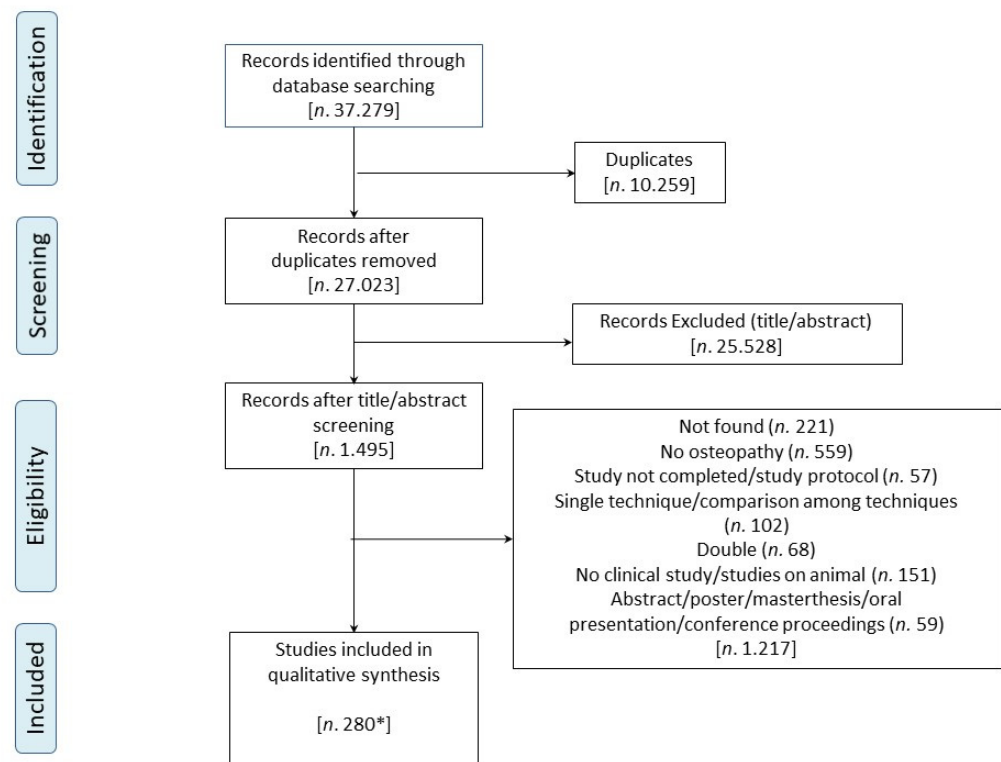 Identification
Records identified through
database searching
[n. 37.279]
Duplicates
[n. 10.259]
Screening
Records after
duplicates removed
[n. 27.023]
Records Excluded (title/abstract)
[n. 25.528]
Eligibility
Records after title/abstract
screening
[n. 1.495]
Not found (n. 221)
No osteopathy (n. 559)
Study not completed/study protocol (n. 57)
Single technique/comparison among techniques
(n. 102)
Double (n. 68)
No clinical study/studies on animal (n. 151)
Abstract/poster/masterthesis/oral
presentation/conference proceedings (n. 59)
[n. 1.217]
Included
Studies included in
qualitative synthesis
[n. 280*]